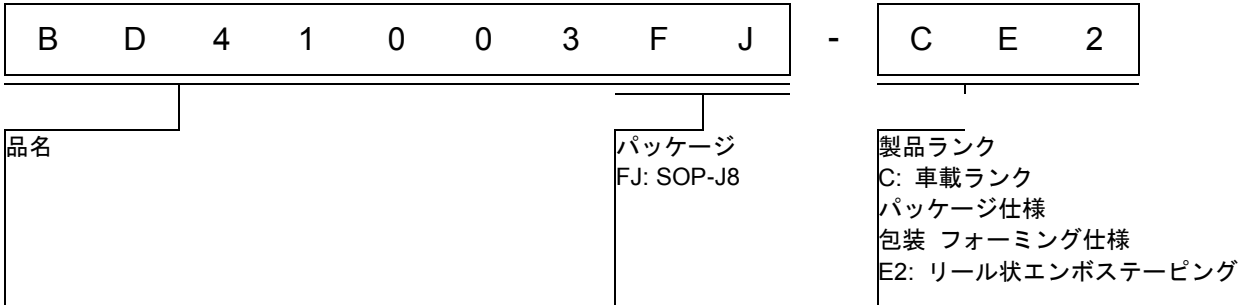 B D 4 1 0 0 3 F J - C E 2
品名
パッケージ
FJ: SOP-J8
製品ランク
C: 車載ランク
パッケージ仕様
包装 フォーミング仕様
E2: リール状エンボステーピング